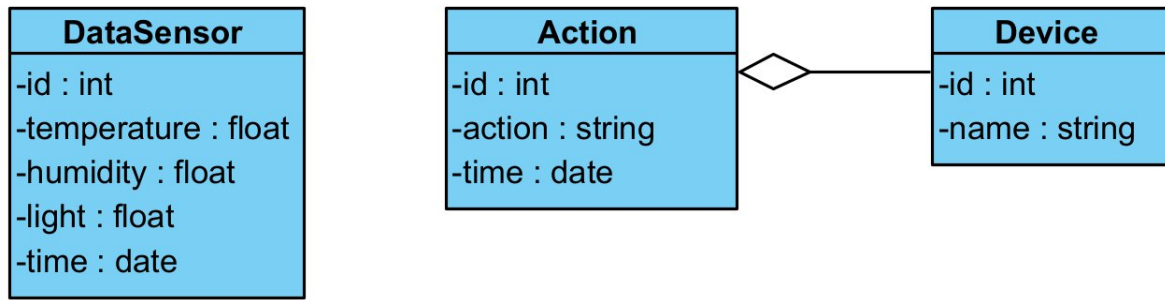 DataSensor
-id : int
-temperature : float
-humidity : float
-light : float
-time : date
Action
-id : int
-action : string
-time : date
Device
-id : int
-name : string